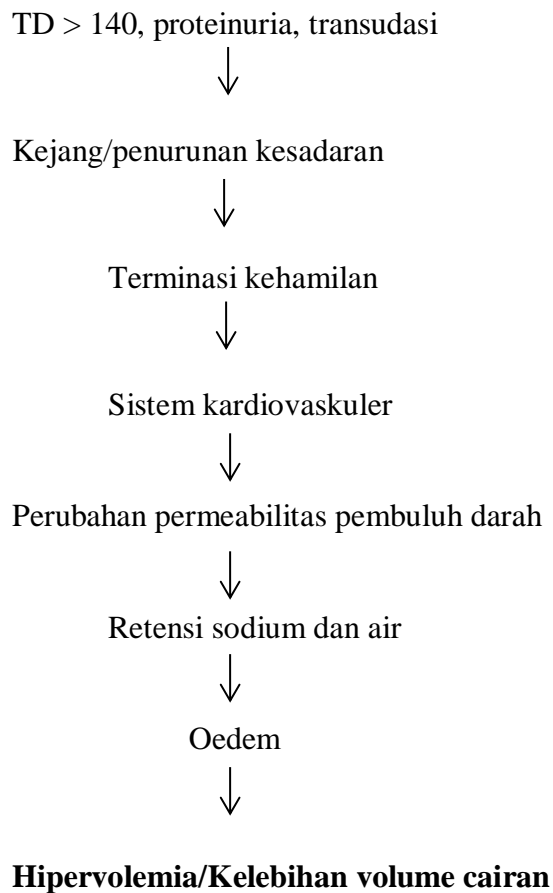 TD > 140, proteinuria, transudasi
Kejang/penurunan kesadaran
Terminasi kehamilan
Sistem kardiovaskuler
Perubahan permeabilitas pembuluh darah
Retensi sodium dan air
Oedem
Hipervolemia/Kelebihan volume cairan